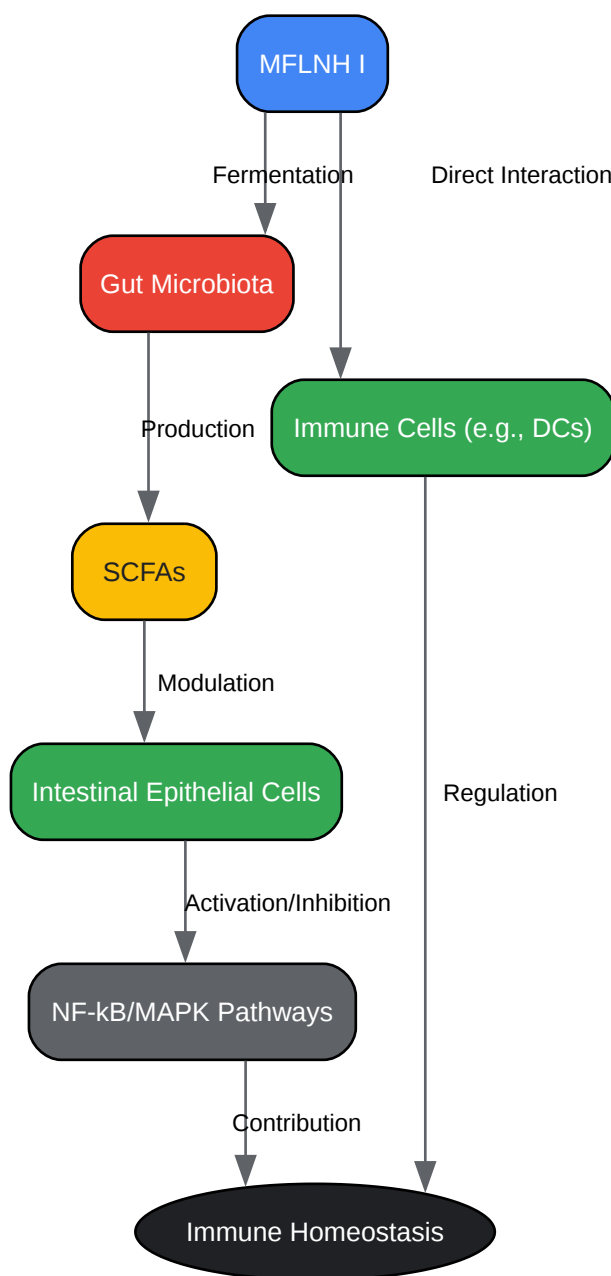 MFLNH I
Fermentation
Direct Interaction
Gut Microbiota
Immune Cells (e.g., DCs)
Production
SCFAs
Modulation
Intestinal Epithelial Cells
Regulation
Activation/Inhibition
NF-kB/MAPK Pathways
Contribution
Immune Homeostasis